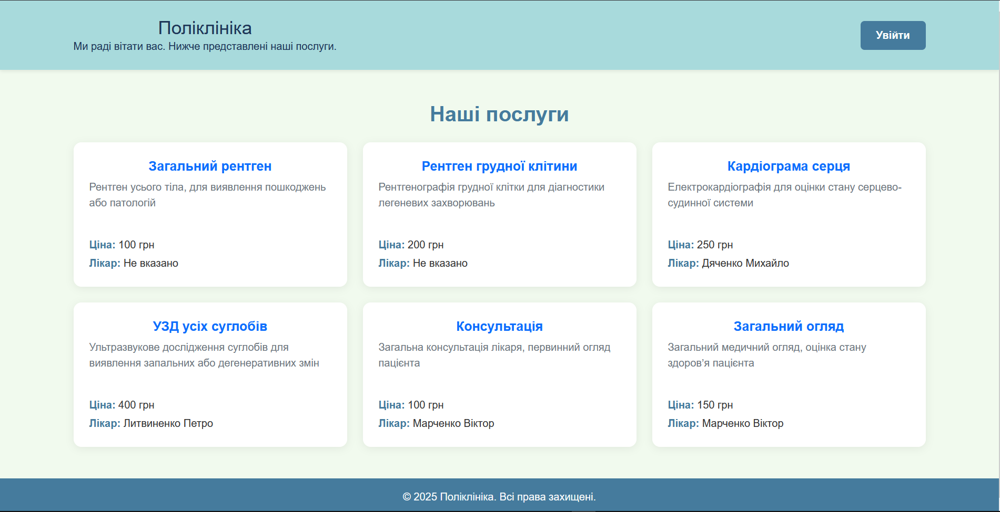 Поліклініка
Ми раді вітати вас. Нижче представлені наші послуги.
Увійти
Наші послуги
Загальний рентген
Рентген усього тіла, для виявлення пошкоджень
або патологій
Ціна: 100 грн
Лікар: Не вказано
Рентген грудної клітини
Рентгенографія грудної клітки для діагностики
легеневих захворювань
Ціна: 200 грн
Лікар: Не вказано
Кардіограма серця
Електрокардіографія для оцінки стану серцево-
судинної системи
Ціна: 250 грн
Лікар: Дяченко Михайло
УЗД усіх суглобів
Ультразвукове дослідження суглобів для
виявлення запальних або дегенеративних змін
Ціна: 400 грн
Лікар: Литвиненко Петро
Консультація
Загальна консультація лікаря, первинний огляд
пацієнта
Ціна: 100 грн
Лікар: Марченко Віктор
Загальний огляд
Загальний медичний огляд, оцінка стану
здоров’я пацієнта
Ціна: 150 грн
Лікар: Марченко Віктор
© 2025 Поліклініка. Всі права захищені.